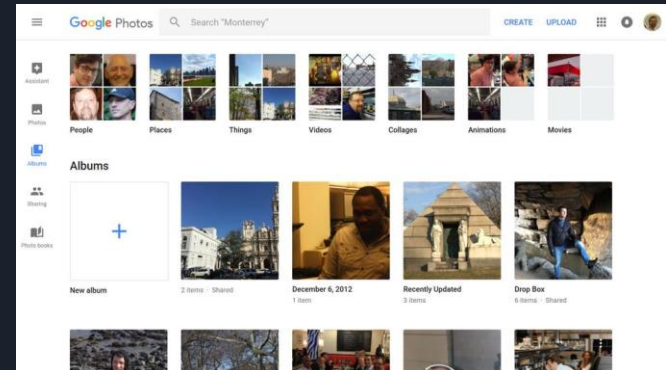 Google Photos
Search "Monterrey"
CREATE UPLOAD
Assistant
Photos
Albums
Sharing
Photo books
People Places Things Videos Collages Animations Movies
Albums
New album
2 items · Shared
December 6, 2012
1 item
Recently Updated
3 items
Drop Box
6 items · Shared